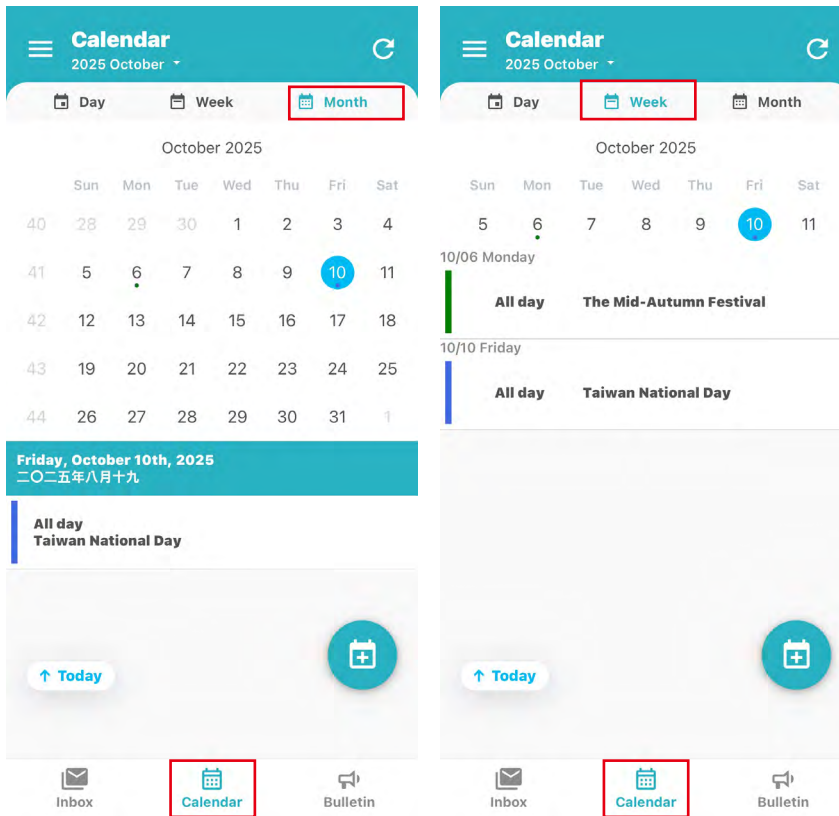 Calendar
2025 October
Day Week Month
October 2025
Sun Mon Tue Wed Thu Fri Sat
40 28 29 30 1 2 3 4
41 5 6 7 8 9 10 11
42 12 13 14 15 16 17 18
43 19 20 21 22 23 24 25
44 26 27 28 29 30 31 1
Friday, October 10th, 2025
二〇二五年八月十九
All day
Taiwan National Day
Today
Inbox Calendar Bulletin
Calendar
2025 October
Day Week Month
October 2025
Sun Mon Tue Wed Thu Fri Sat
5 6 7 8 9 10 11
10/06 Monday
All day The Mid-Autumn Festival
10/10 Friday
All day Taiwan National Day
Today
Inbox Calendar Bulletin